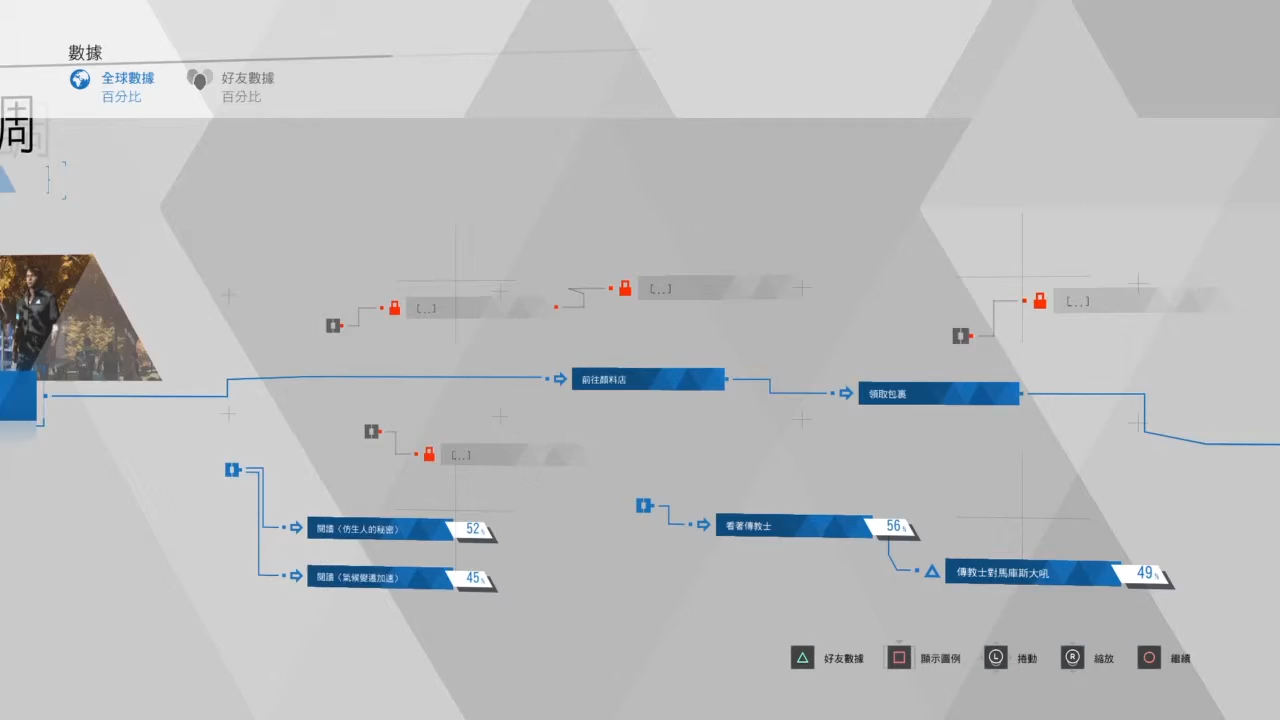 數據
全球數據
百分比
好友數據
百分比
周
[...]
[...]
[...]
前往顏料店
領取包裹
[...]
閱讀〈仿生人的秘密〉
52%
看著傳教士
56%
閱讀〈氣候變遷加速〉
45%
傳教士對馬庫斯大吼
49%
好友數據
顯示圖例
L
捲動
R
縮放
繼續